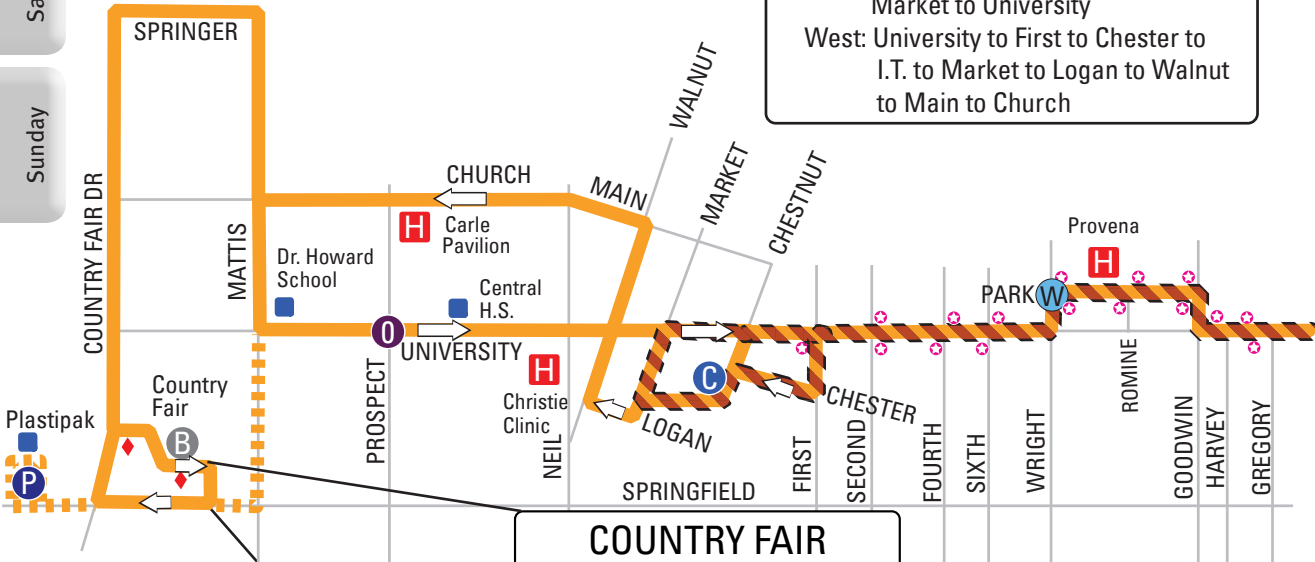 Sa
Sunday
Market to University
West: University to First to Chester to
I.T. to Market to Logan to Walnut
to Main to Church
SPRINGER
WALNUT
MARKET
CHESTNUT
CHURCH
MAIN
COUNTRY FAIR DR
MATTIS
H
Carle
Pavilion
Provena
H
Dr. Howard
School
Central
H.S.
PARK
W
O
UNIVERSITY
H
Christie
Clinic
C
CHESTER
LOGAN
Country
Fair
B
Plastipak
P
PROSPECT
NEIL
SPRINGFIELD
FIRST
SECOND
FOURTH
SIXTH
WRIGHT
ROMINE
GOODWIN
HARVEY
GREGORY
COUNTRY FAIR